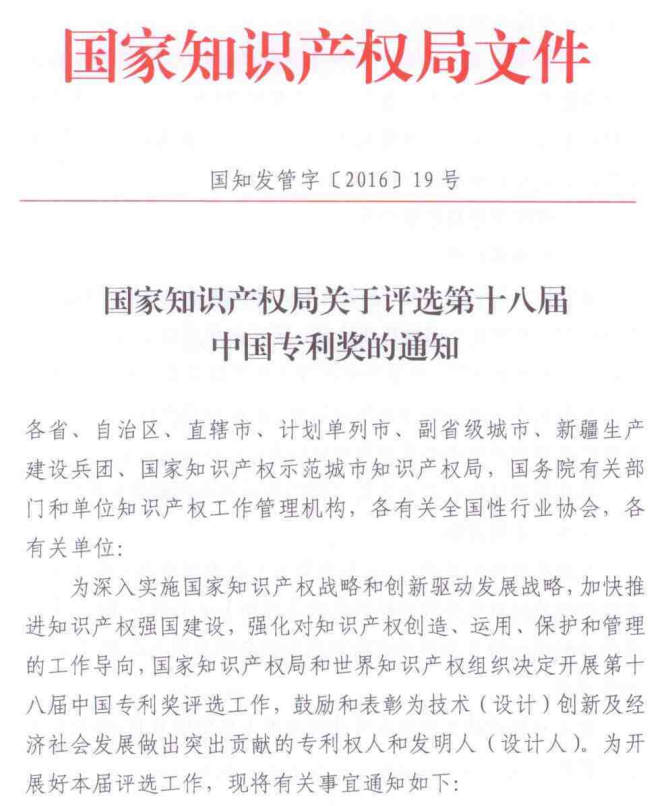 国家知识产权局文件
国知发管字〔2016〕19号
国家知识产权局关于评选第十八届
中国专利奖的通知
各省、自治区、直辖市、计划单列市、副省级城市、新疆生产
建设兵团、国家知识产权示范城市知识产权局，国务院有关部
门和单位知识产权工作管理机构，各有关全国性行业协会，各
有关单位：
为深入实施国家知识产权战略和创新驱动发展战略，加快推
进知识产权强国建设，强化对知识产权创造、运用、保护和管理
的工作导向，国家知识产权局和世界知识产权组织决定开展第十
八届中国专利奖评选工作，鼓励和表彰为技术（设计）创新及经
济社会发展做出突出贡献的专利权人和发明人（设计人）。为开
展好本届评选工作，现将有关事宜通知如下：